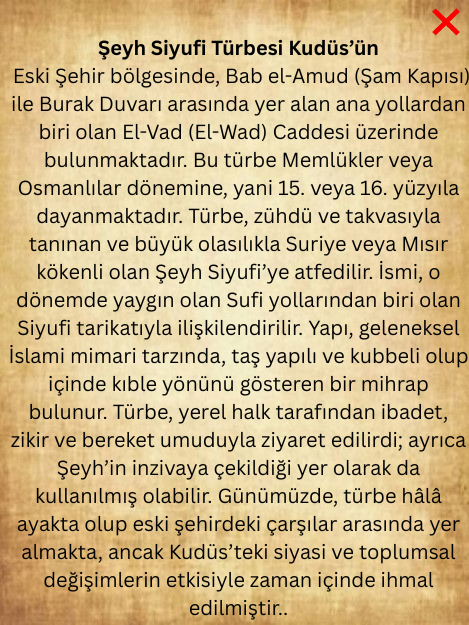 Şeyh Siyufi Türbesi Kudüs’ün
Eski Şehir bölgesinde, Bab el-Amud (Şam Kapısı)
ile Burak Duvarı arasında yer alan ana yollardan
biri olan El-Vad (El-Wad) Caddesi üzerinde
bulunmaktadır. Bu türbe Memlükler veya
Osmanlılar dönemine, yani 15. veya 16. yüzyıla
dayanmaktadır. Türbe, zühdü ve takvasıyla
tanınan ve büyük olasılıkla Suriye veya Mısır
kökenli olan Şeyh Siyufi’ye atfedilir. İsmi, o
dönemde yaygın olan Sufi yollarından biri olan
Siyufi tarikatıyla ilişkilendirilir. Yapı, geleneksel
İslami mimari tarzında, taş yapılı ve kubbeli olup
içinde kıble yönünü gösteren bir mihrap
bulunur. Türbe, yerel halk tarafından ibadet,
zikir ve bereket umuduyla ziyaret edilirdi; ayrıca
Şeyh’in inzivaya çekildiği yer olarak da
kullanılmış olabilir. Günümüzde, türbe hâlâ
ayakta olup eski şehirdeki çarşılar arasında yer
almakta, ancak Kudüs’teki siyasi ve toplumsal
değişimlerin etkisiyle zaman içinde ihmal
edilmiştir..